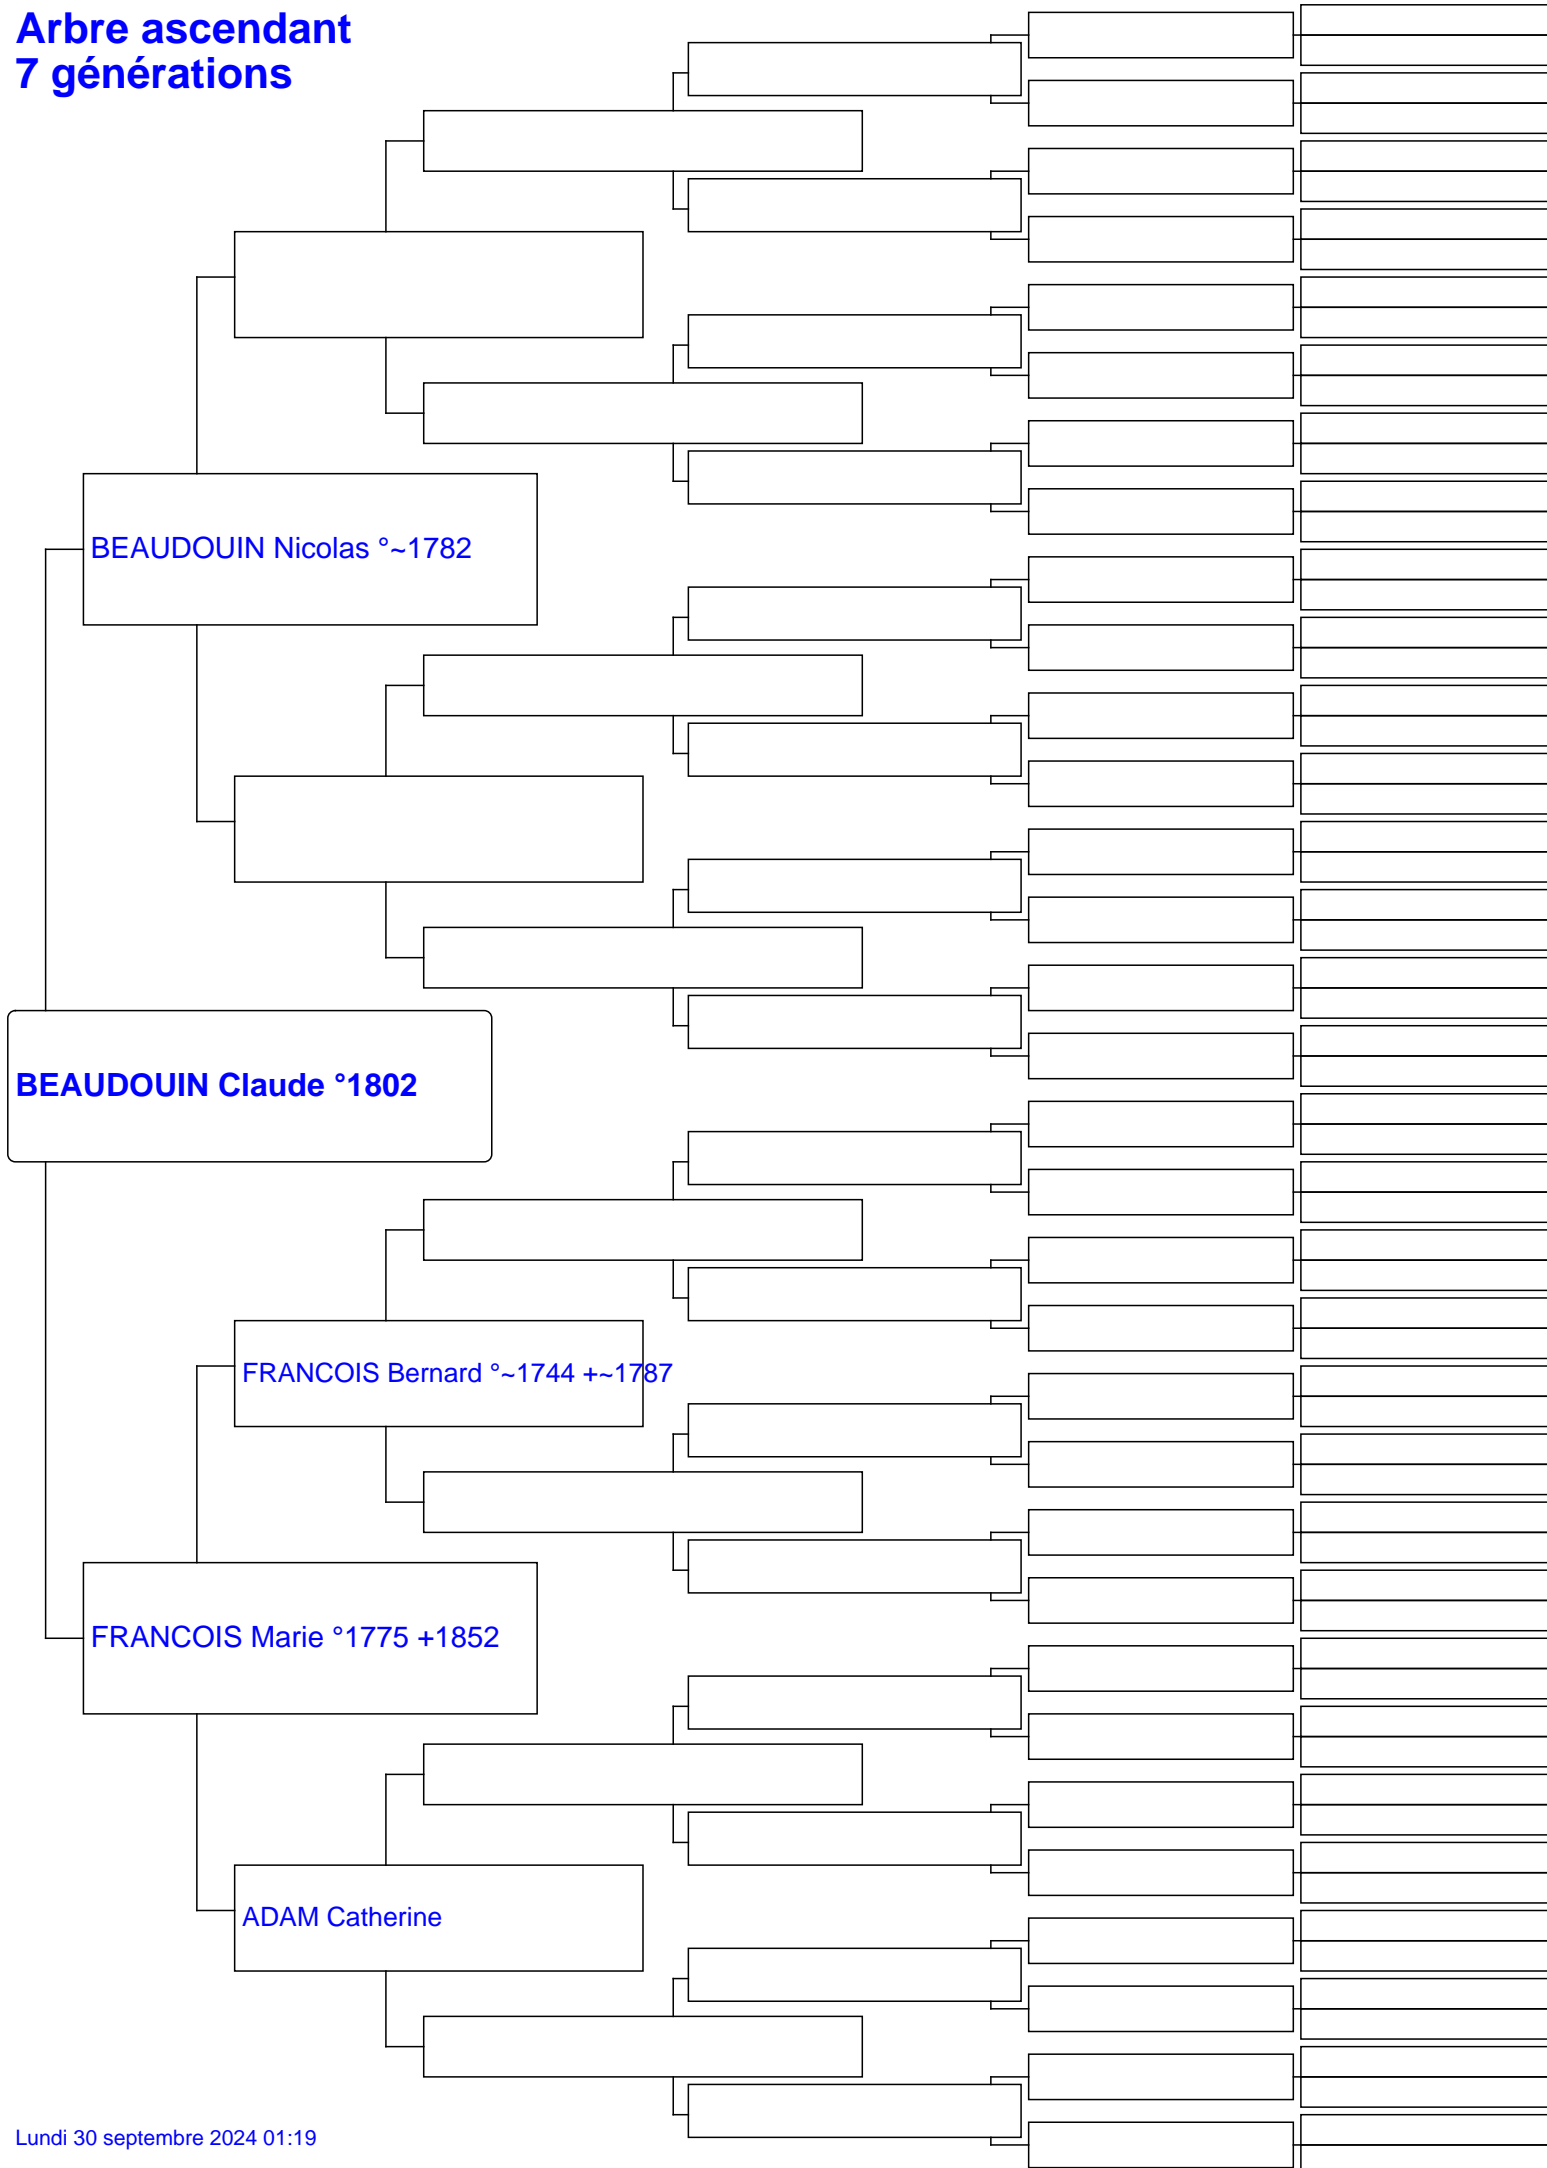 Arbre ascendant
7 générations
BEAUDOUIN Nicolas °~1782
BEAUDOUIN Claude °1802
FRANCOIS Bernard °~1744 +~1787
FRANCOIS Marie °1775 +1852
ADAM Catherine
Lundi 30 septembre 2024 01:19